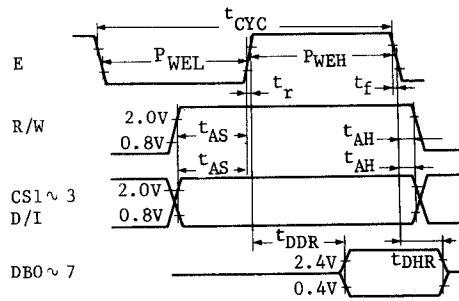 tCYC
E
PWEL
PWEH
tr
tf
R/W
2.0V
0.8V
tAS
tAH
tAS
tAH
CS1~3
D/I
2.0V
0.8V
tDDR
tDHR
DB0~7
2.4V
0.4V